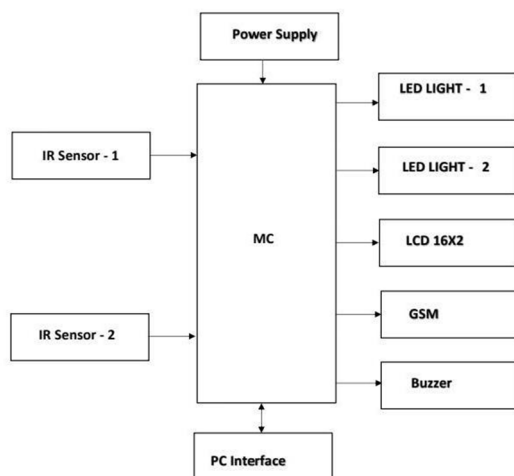 Power Supply
LED LIGHT - 1
IR Sensor - 1
LED LIGHT - 2
MC
LCD 16X2
GSM
IR Sensor - 2
Buzzer
PC Interface